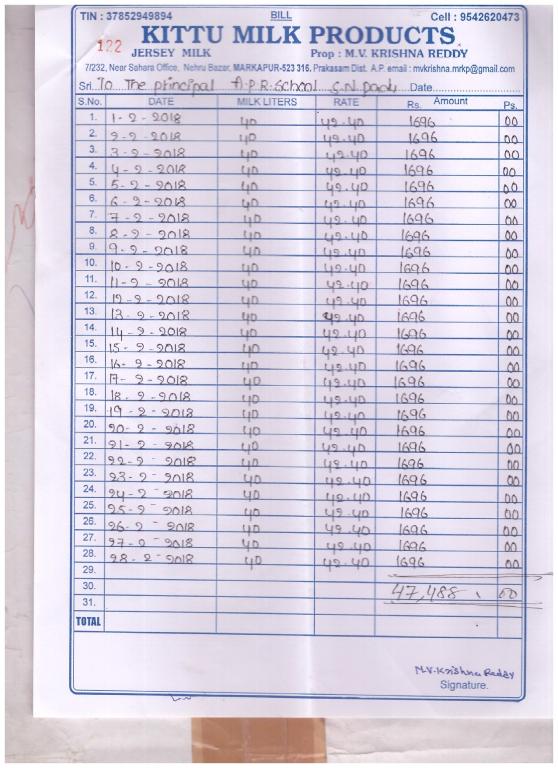 TIN : 37852949894 BILL Cell : 9542620473
KITTU MILK PRODUCTS
122 JERSEY MILK Prop : M.V. KRISHNA REDDY
7/232, Near Sahara Office, Nehru Bazar, MARKAPUR-523 316. Prakasam Dist. A.P. email : mvkrishna.mrkp@gmail.com
Sri To The principal A.P.R. School G.N. Date
S.No. DATE MILK LITERS RATE Rs. Amount Ps.
1. 1-2-2018 40 42.40 1696 00
2. 2-2-2018 40 42.40 1696 00
3. 3-2-2018 40 42.40 1696 00
4. 4-2-2018 40 42.40 1696 00
5. 5-2-2018 40 42.40 1696 00
6. 6-2-2018 40 42.40 1696 00
7. 7-2-2018 40 42.40 1696 00
8. 8-2-2018 40 42.40 1696 00
9. 9-2-2018 40 42.40 1696 00
10. 10-2-2018 40 42.40 1696 00
11. 11-2-2018 40 42.40 1696 00
12. 12-2-2018 40 42.40 1696 00
13. 13-2-2018 40 42.40 1696 00
14. 14-2-2018 40 42.40 1696 00
15. 15-2-2018 40 42.40 1696 00
16. 16-2-2018 40 42.40 1696 00
17. 17-2-2018 40 42.40 1696 00
18. 18-2-2018 40 42.40 1696 00
19. 19-2-2018 40 42.40 1696 00
20. 20-2-2018 40 42.40 1696 00
21. 21-2-2018 40 42.40 1696 00
22. 22-2-2018 40 42.40 1696 00
23. 23-2-2018 40 42.40 1696 00
24. 24-2-2018 40 42.40 1696 00
25. 25-2-2018 40 42.40 1696 00
26. 26-2-2018 40 42.40 1696 00
27. 27-2-2018 40 42.40 1696 00
28. 28-2-2018 40 42.40 1696 00
29.
30. 47,488 . 00
31.
TOTAL
M.V.Krishna Reddy
Signature.